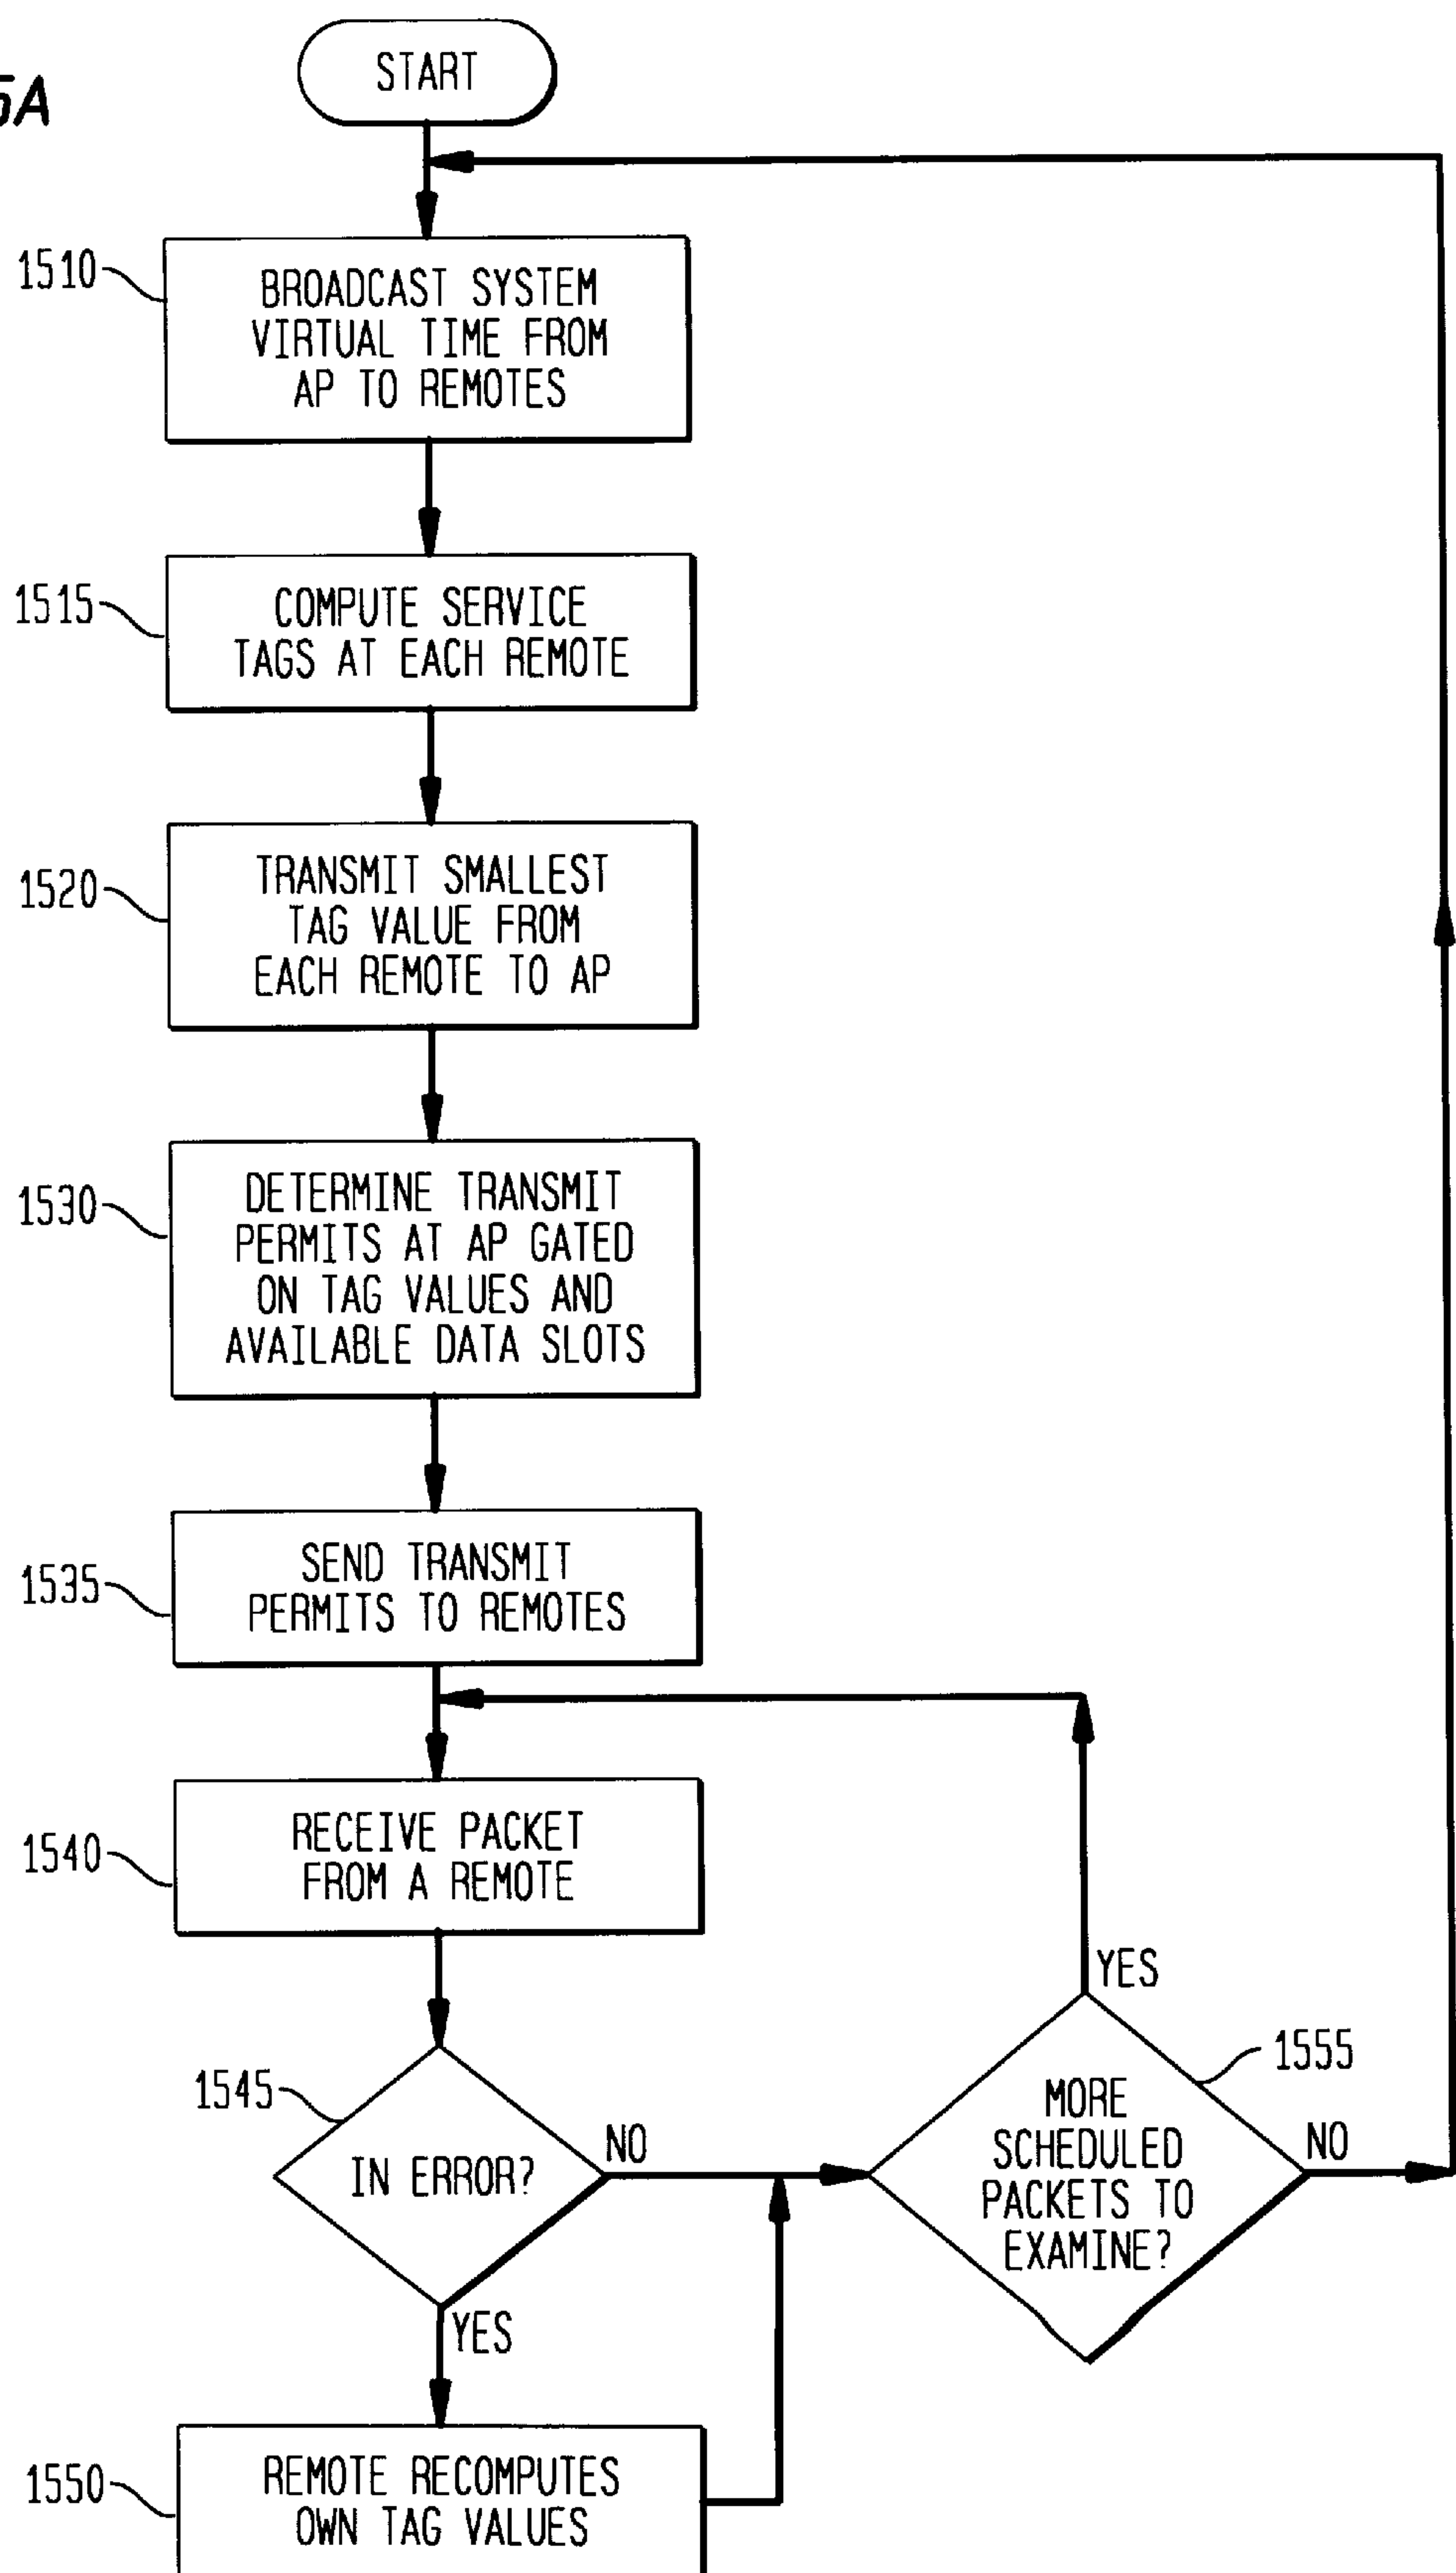 5A
START
1510
BROADCAST SYSTEM
VIRTUAL TIME FROM
AP TO REMOTES
1515
COMPUTE SERVICE
TAGS AT EACH REMOTE
1520
TRANSMIT SMALLEST
TAG VALUE FROM
EACH REMOTE TO AP
1530
DETERMINE TRANSMIT
PERMITS AT AP GATED
ON TAG VALUES AND
AVAILABLE DATA SLOTS
1535
SEND TRANSMIT
PERMITS TO REMOTES
1540
RECEIVE PACKET
FROM A REMOTE
1545
IN ERROR?
NO
YES
YES
1555
MORE
SCHEDULED
PACKETS TO
EXAMINE?
NO
1550
REMOTE RECOMPUTES
OWN TAG VALUES